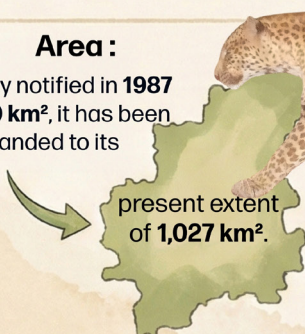 Area :
y notified in 1987
km², it has been
anded to its
present extent
of 1,027 km².